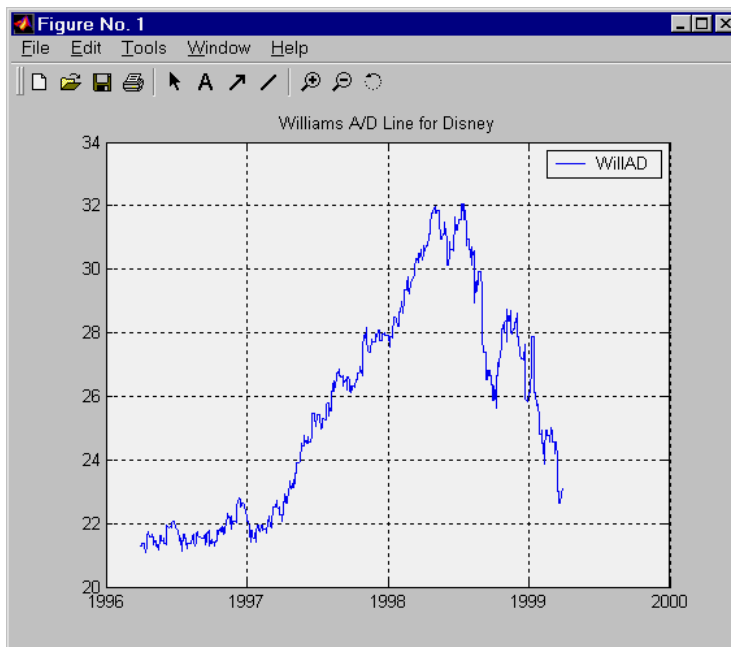 Figure No. 1
File Edit Tools Window Help
A
Williams A/D Line for Disney
WillAD
34
32
30
28
26
24
22
20
1996 1997 1998 1999 2000